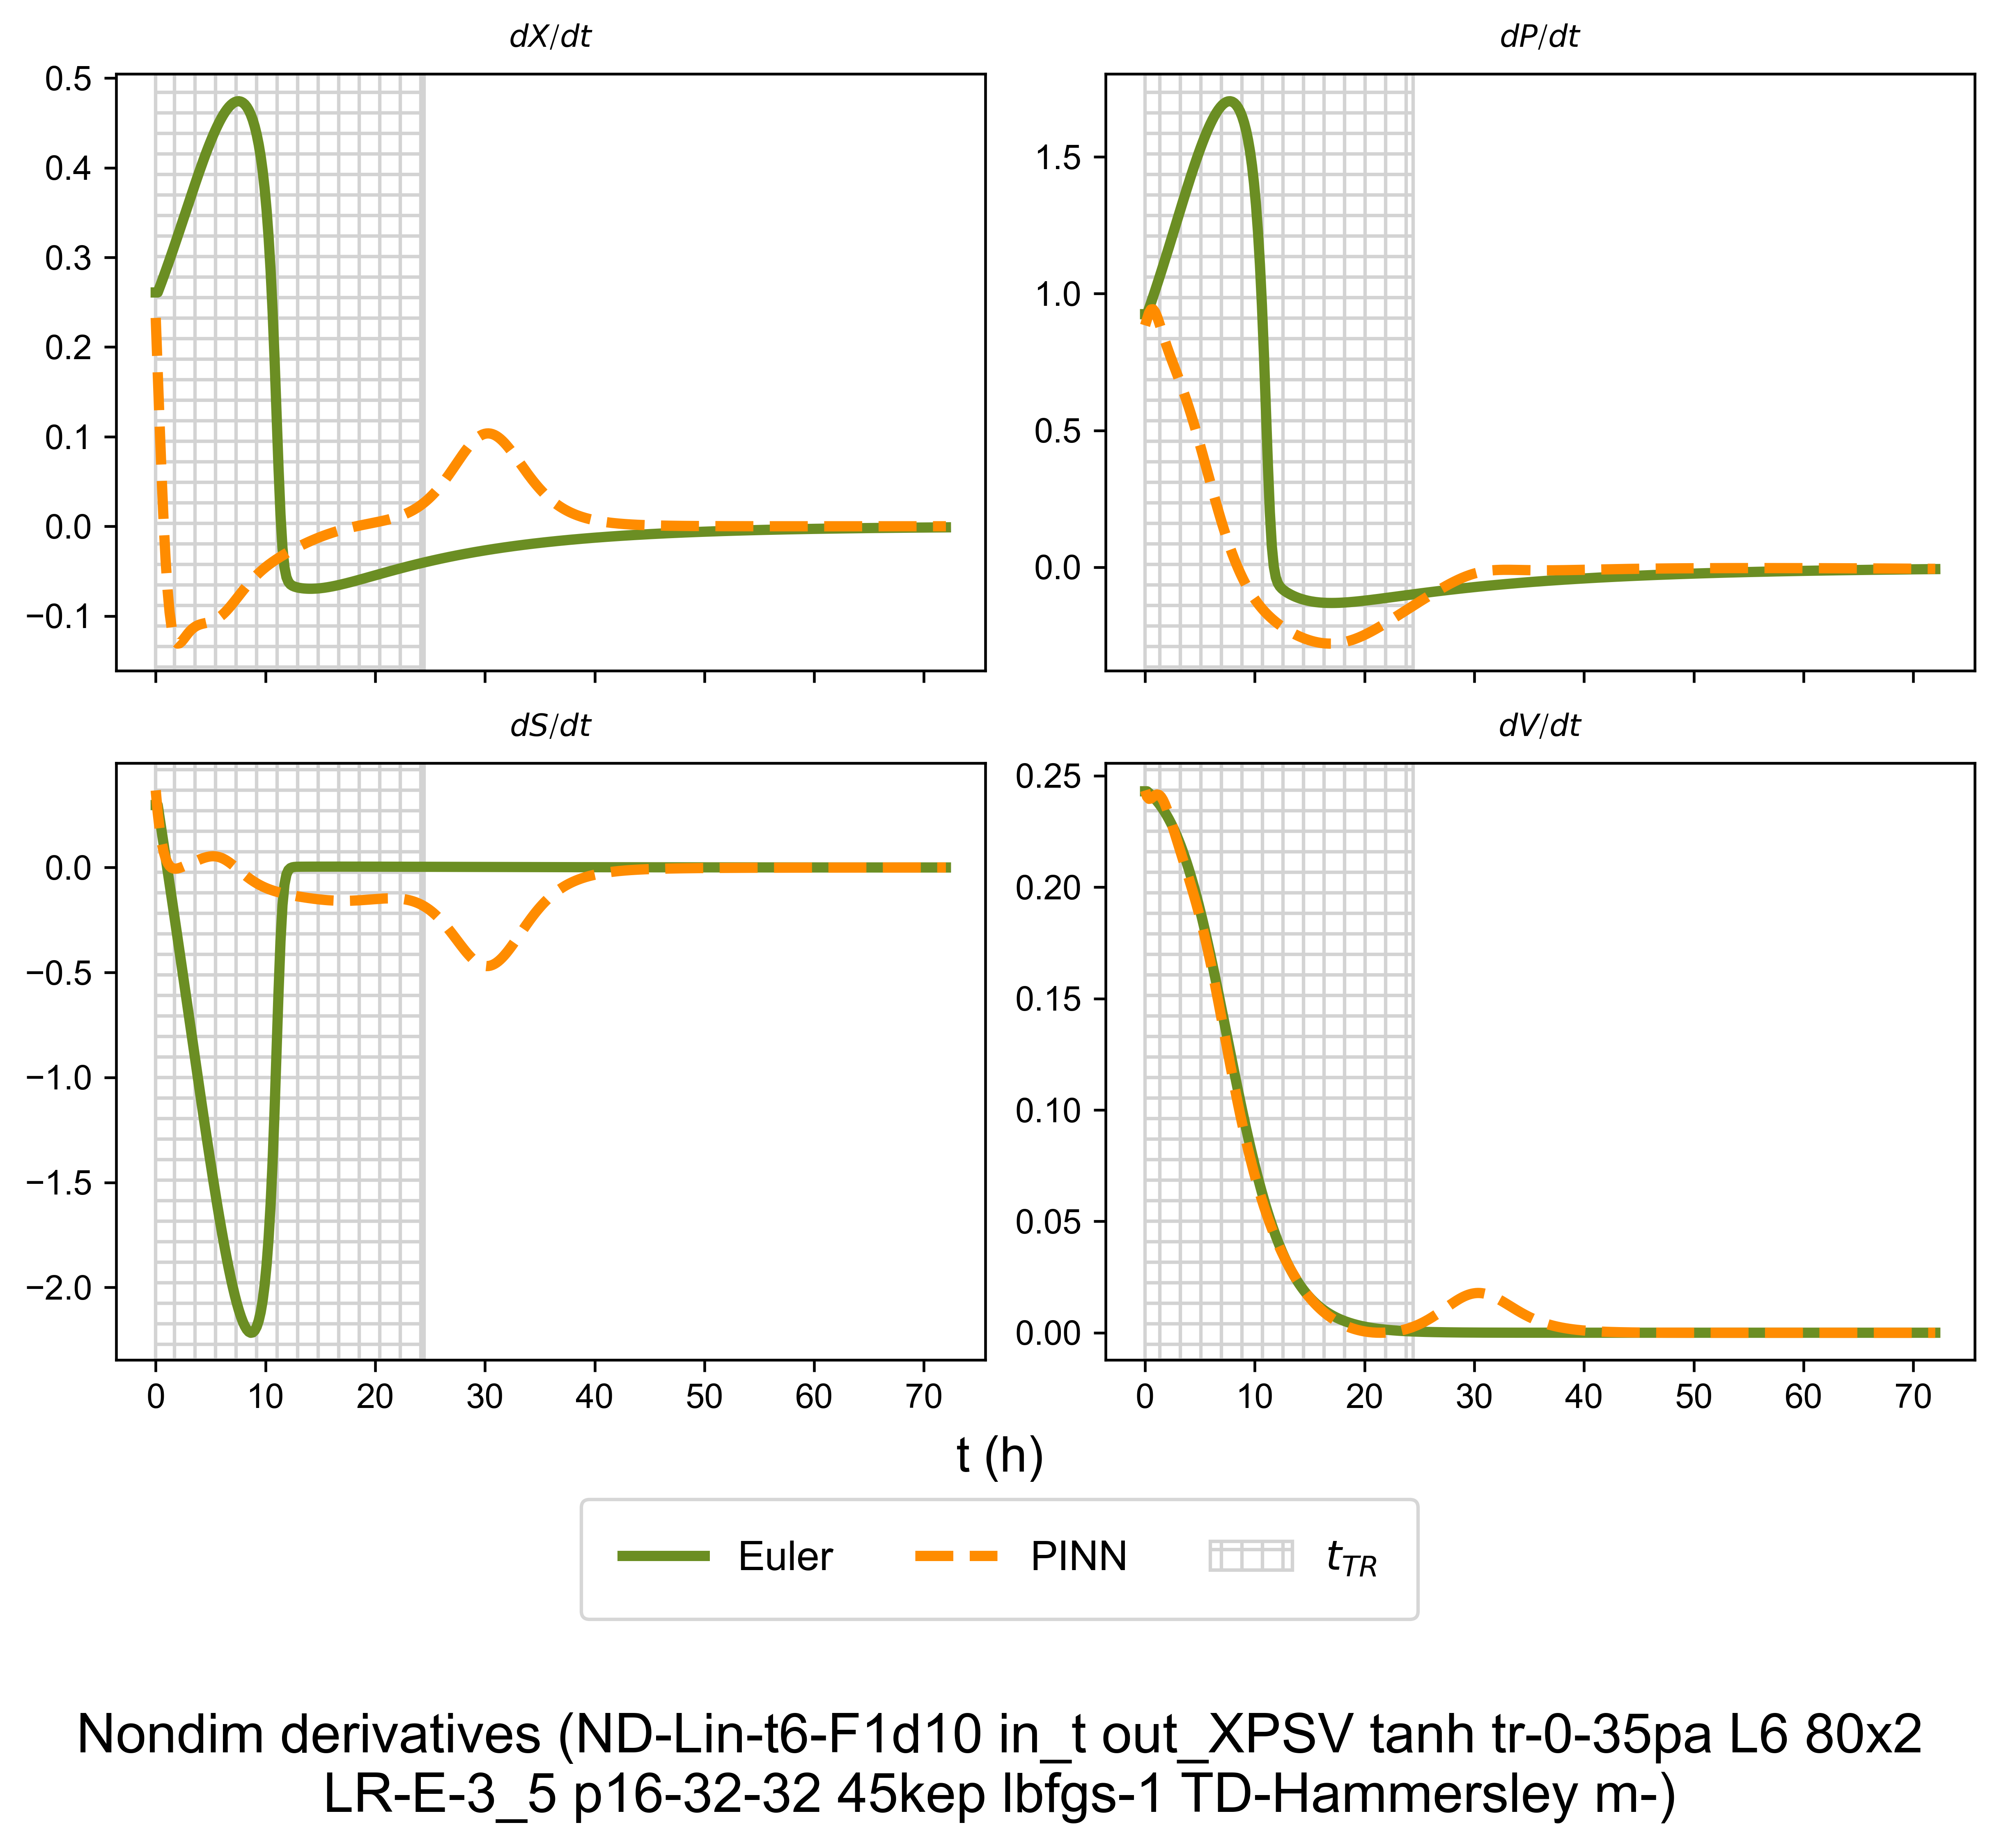 dX/dt
dP/dt
0.5
0.4
0.3
0.2
0.1
0.0
−0.1
1.5
1.0
0.5
0.0
dS/dt
dV/dt
0.0
−0.5
−1.0
−1.5
−2.0
0.25
0.20
0.15
0.10
0.05
0.00
0 10 20 30 40 50 60 70
0 10 20 30 40 50 60 70
t (h)
Euler PINN t_TR
Nondim derivatives (ND-Lin-t6-F1d10 in_t out_XPSV tanh tr-0-35pa L6 80x2
LR-E-3_5 p16-32-32 45kep lbfgs-1 TD-Hammersley m-)